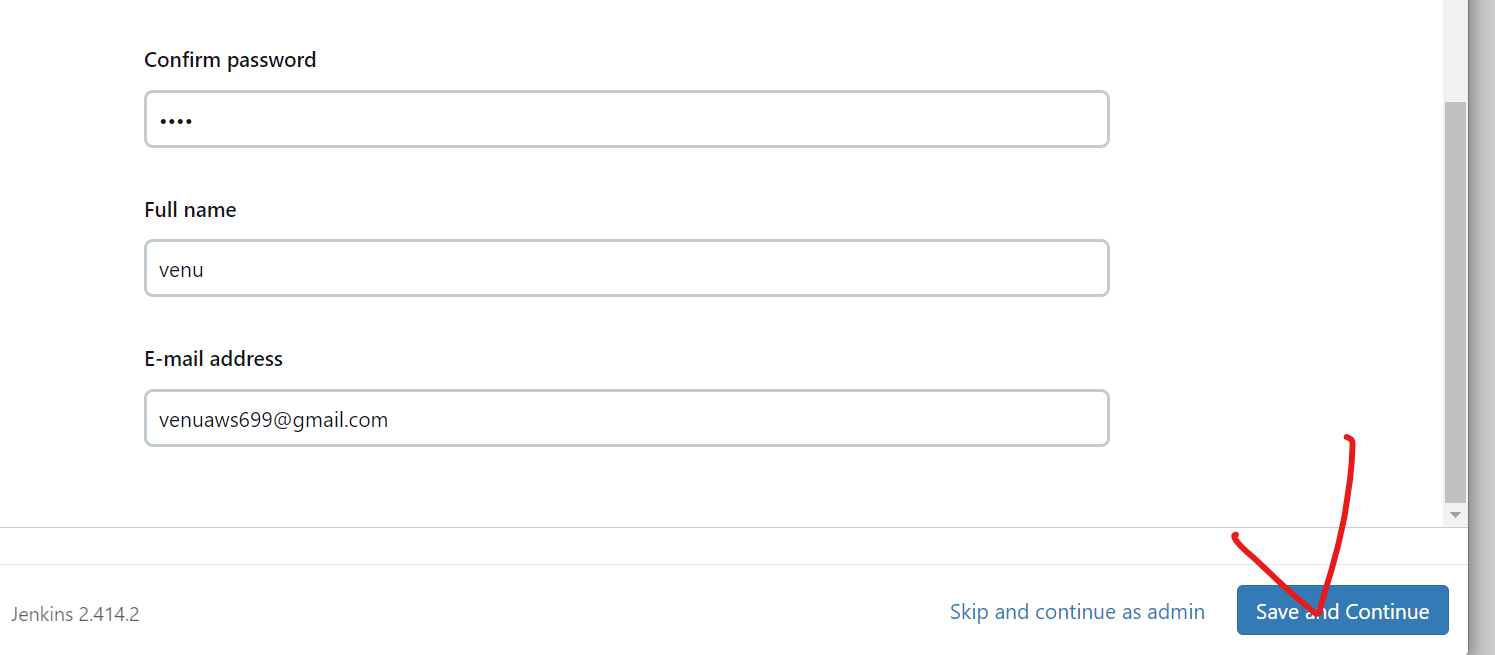 Confirm password
••••
Full name
venu
E-mail address
venuaws699@gmail.com
Jenkins 2.414.2 Skip and continue as admin Save and Continue